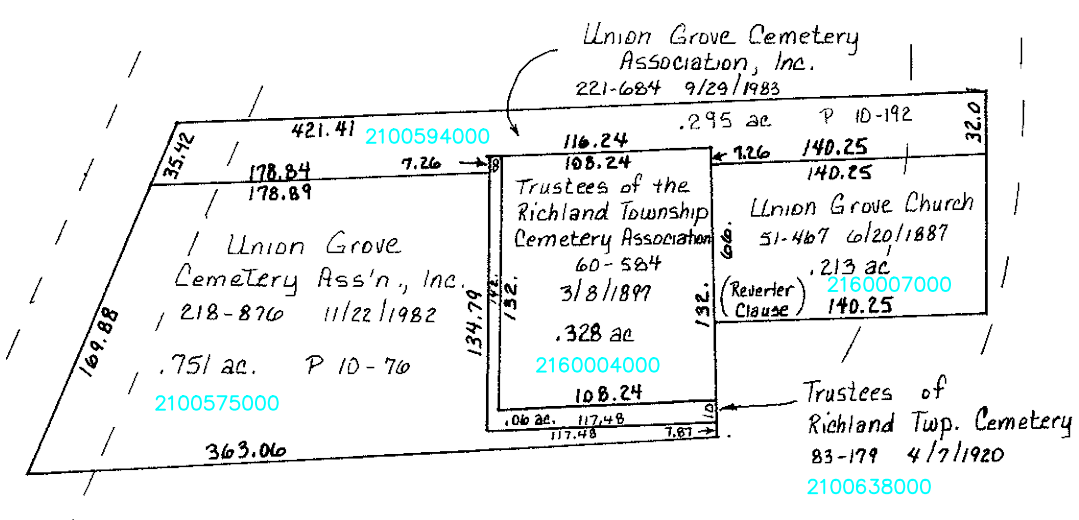 Union Grove Cemetery
Association, Inc.
221-684 9/29/1983
.295 ac P 10-192
32.0
35.42
421.41
2100594000
116.24
7.26
8
108.24
7.26
140.25
140.25
178.84
178.89
Trustees of the
Richland Township
Cemetery Association
60-584
3/8/1897
.328 ac
2160004000
108.24
132.
132.
142.
134.79
66.
Union Grove Church
51-467 6/20/1887
.213 ac
2160007000
(Reverter
Clause)
140.25
Union Grove
Cemetery Ass'n., Inc.
218-876 11/22/1982
.751 ac. P 10-76
2100575000
169.88
363.06
.06 ac. 117.48
117.48
7.87
10
Trustees of
Richland Twp. Cemetery
83-179 4/7/1920
2100638000